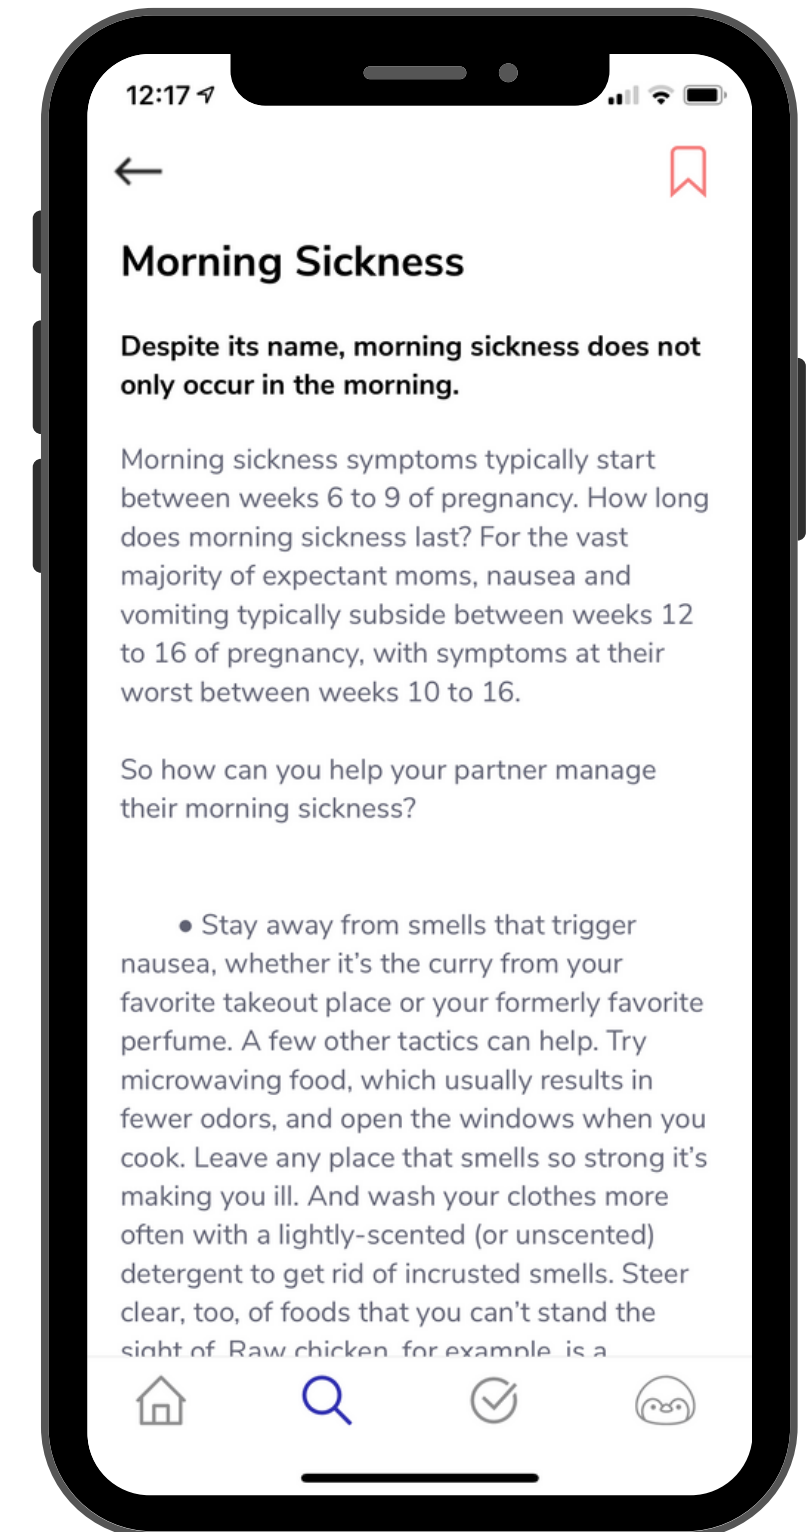 12:17
Morning Sickness
Despite its name, morning sickness does not
only occur in the morning.
Morning sickness symptoms typically start
between weeks 6 to 9 of pregnancy. How long
does morning sickness last? For the vast
majority of expectant moms, nausea and
vomiting typically subside between weeks 12
to 16 of pregnancy, with symptoms at their
worst between weeks 10 to 16.
So how can you help your partner manage
their morning sickness?
● Stay away from smells that trigger
nausea, whether it’s the curry from your
favorite takeout place or your formerly favorite
perfume. A few other tactics can help. Try
microwaving food, which usually results in
fewer odors, and open the windows when you
cook. Leave any place that smells so strong it’s
making you ill. And wash your clothes more
often with a lightly-scented (or unscented)
detergent to get rid of incrusted smells. Steer
clear, too, of foods that you can’t stand the
sight of. Raw chicken, for example, is a